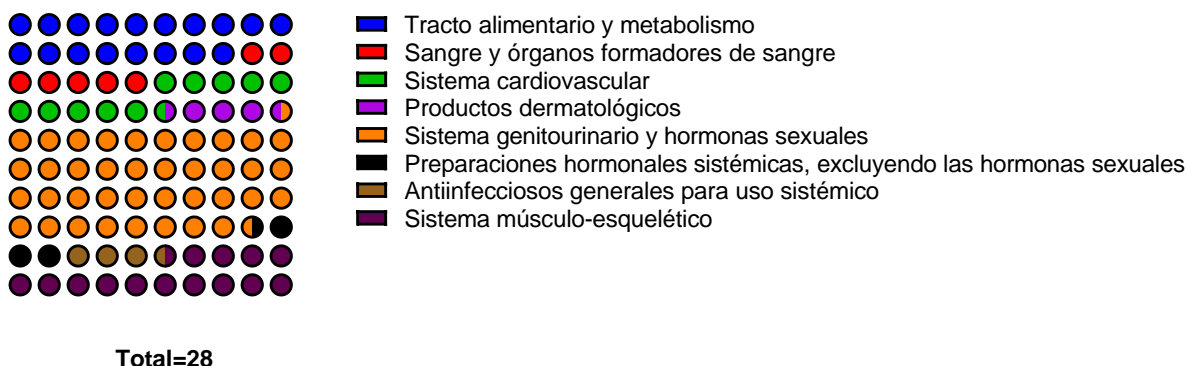 Tracto alimentario y metabolismo
Sangre y órganos formadores de sangre
Sistema cardiovascular
Productos dermatológicos
Sistema genitourinario y hormonas sexuales
Preparaciones hormonales sistémicas, excluyendo las hormonas sexuales
Antiinfecciosos generales para uso sistémico
Sistema músculo-esquelético
Total=28